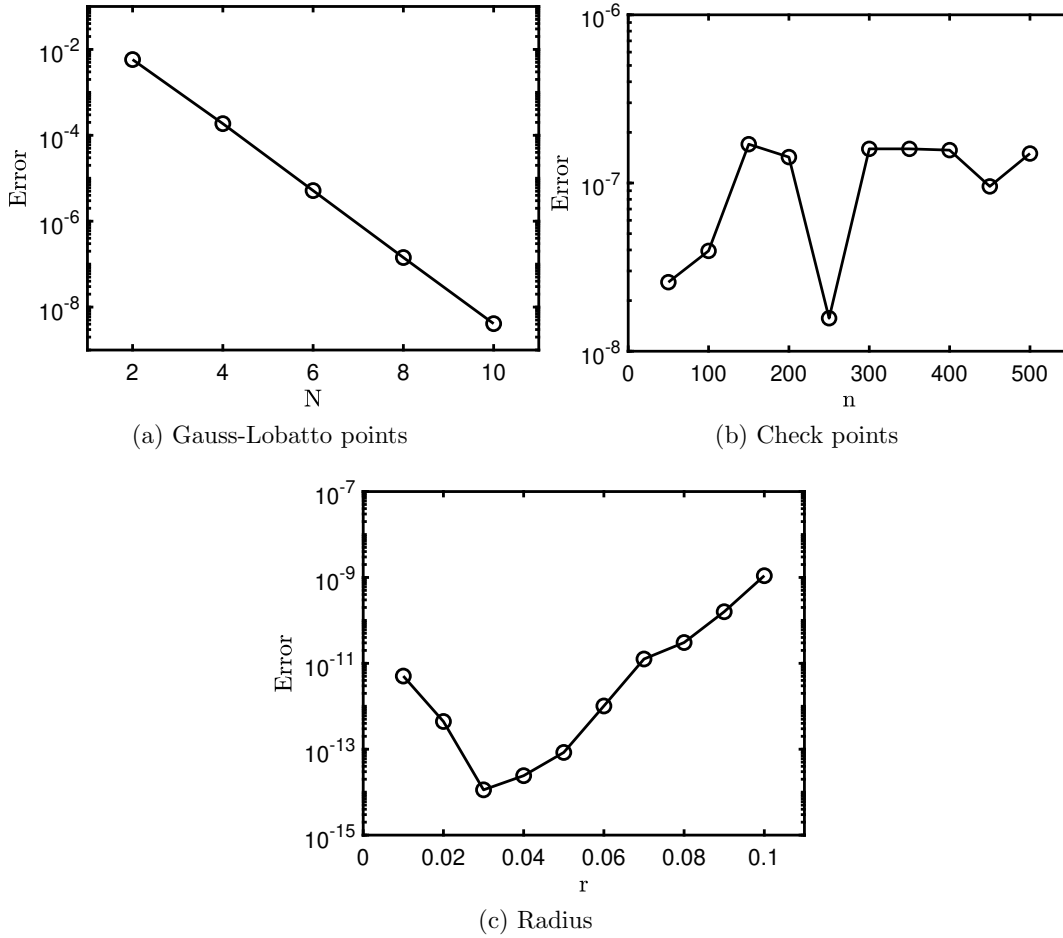 10^-2
10^-4
10^-6
10^-8
Error
2 4 6 8 10
N
(a) Gauss-Lobatto points
10^-6
10^-7
10^-8
Error
0 100 200 300 400 500
n
(b) Check points
10^-7
10^-9
10^-11
10^-13
10^-15
Error
0 0.02 0.04 0.06 0.08 0.1
r
(c) Radius